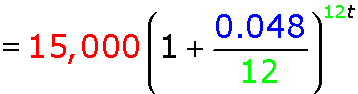 = 15,000 (1 + 0.048/12)^12t